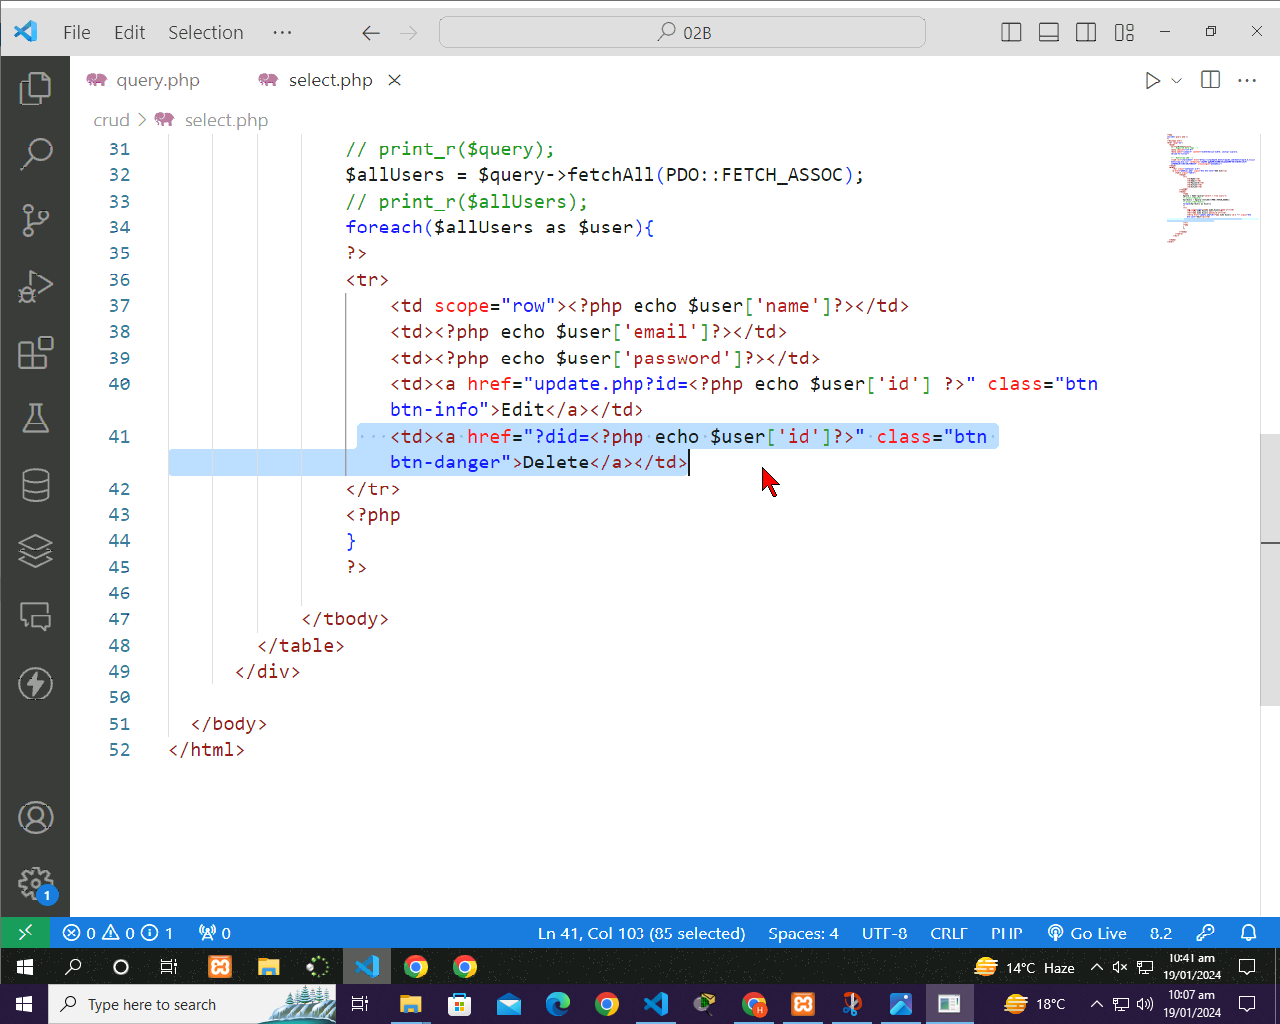 File Edit Selection ··· 02B
query.php select.php
crud > select.php
31 // print_r($query);
32 $allUsers = $query->fetchAll(PDO::FETCH_ASSOC);
33 // print_r($allUsers);
34 foreach($allUsers as $user){
35 ?>
36 <tr>
37 <td scope="row"><?php echo $user['name']?></td>
38 <td><?php echo $user['email']?></td>
39 <td><?php echo $user['password']?></td>
40 <td><a href="update.php?id=<?php echo $user['id'] ?>" class="btn
btn-info">Edit</a></td>
41 <td><a href="?did=<?php echo $user['id']?>" class="btn
btn-danger">Delete</a></td>
42 </tr>
43 <?php
44 }
45 ?>
46
47 </tbody>
48 </table>
49 </div>
50
51 </body>
52 </html>
1
0 0 1 0 Ln 41, Col 103 (85 selected) Spaces: 4 UTF-8 CRLF PHP Go Live 8.2
14°C Haze 10:41 am
19/01/2024
Type here to search 18°C 10:07 am
19/01/2024